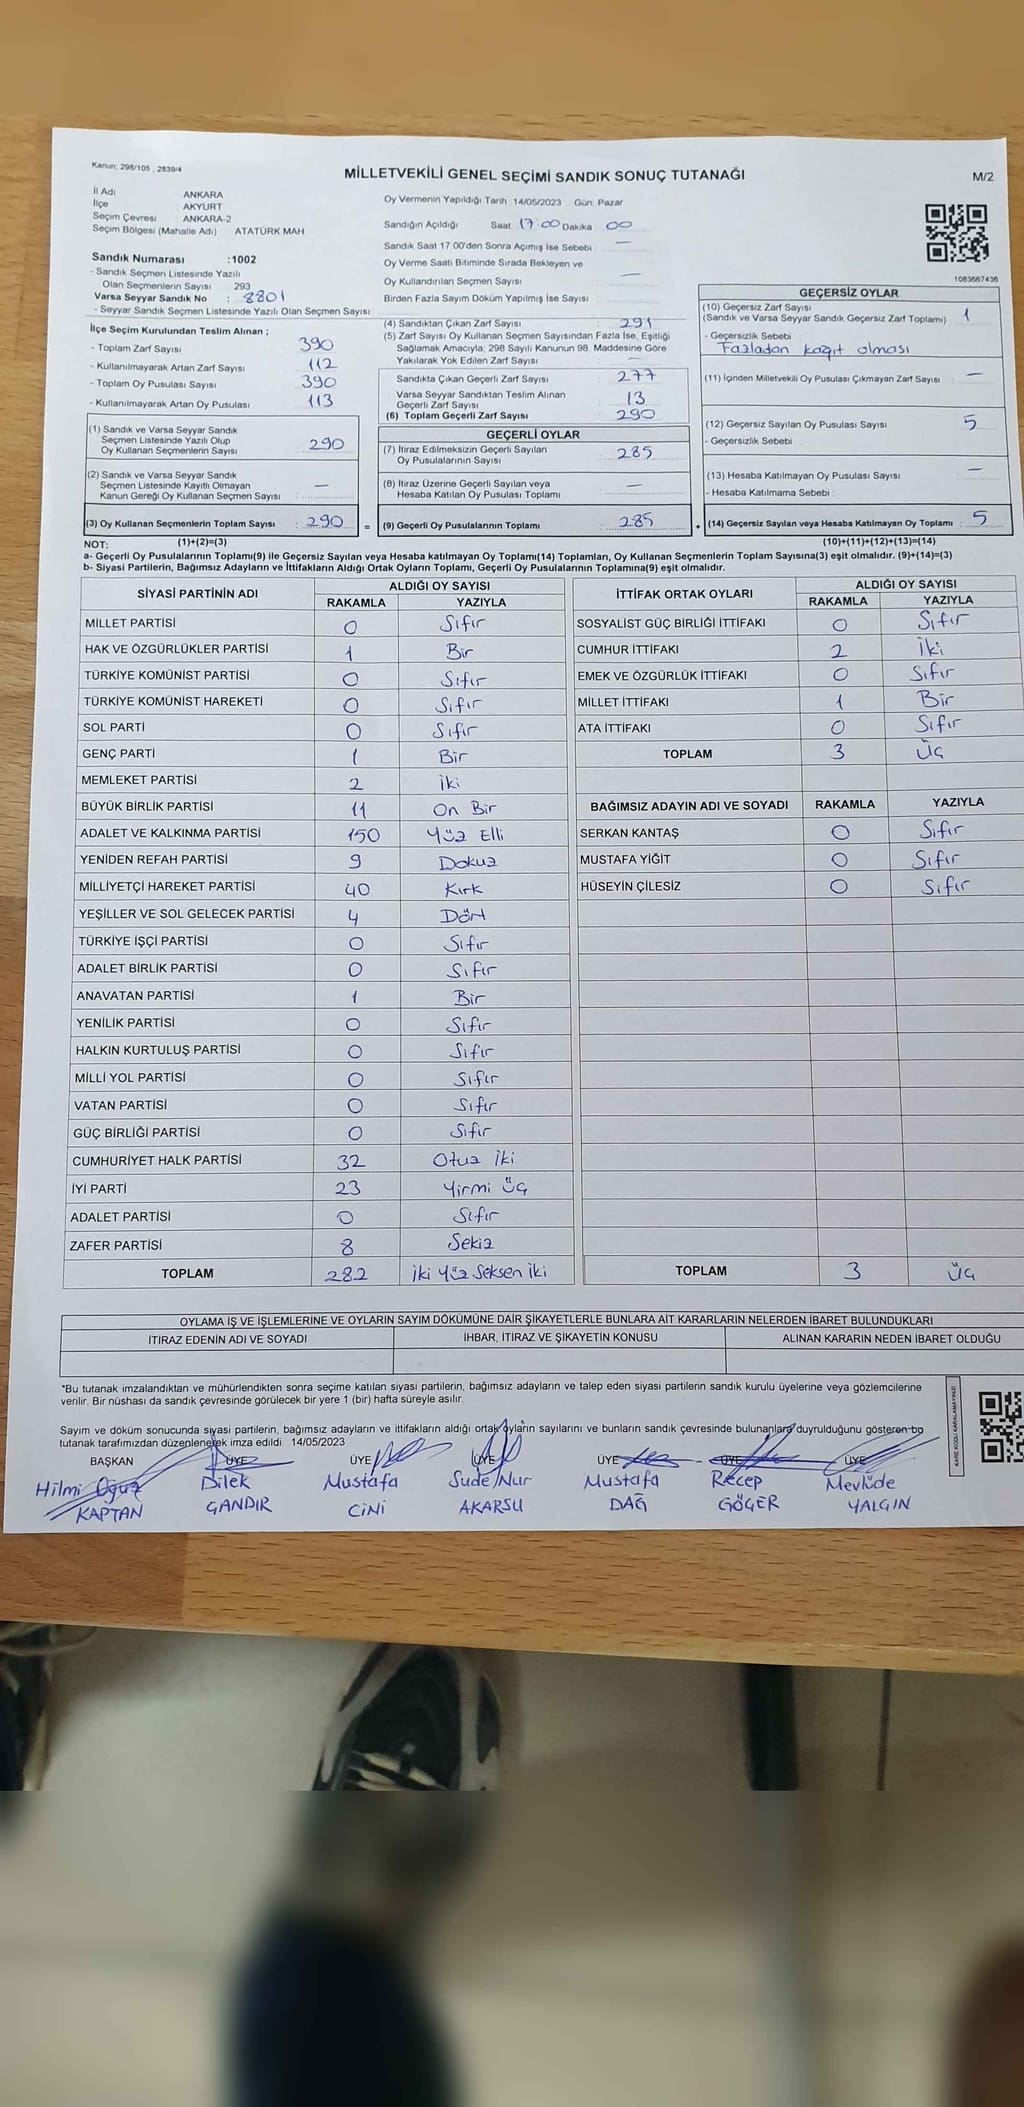 Kanun: 298/105 , 2839/4
MİLLETVEKİLİ GENEL SEÇİMİ SANDIK SONUÇ TUTANAĞI
M/2
İl Adı ANKARA
İlçe AKYURT
Seçim Çevresi ANKARA-2
Seçim Bölgesi (Mahalle Adı) ATATÜRK MAH.
Sandık Numarası :1002
- Sandık Seçmen Listesinde Yazılı
Olan Seçmenlerin Sayısı : 293
Varsa Seyyar Sandık No : 8801
- Seyyar Sandık Seçmen Listesinde Yazılı Olan Seçmen Sayısı
İlçe Seçim Kurulundan Teslim Alınan ;
- Toplam Zarf Sayısı 390
- Kullanılmayarak Artan Zarf Sayısı 112
- Toplam Oy Pusulası Sayısı 390
- Kullanılmayarak Artan Oy Pusulası 113
Oy Vermenin Yapıldığı Tarih 14/05/2023 Gün Pazar
Sandığın Açıldığı Saat 17 00 Dakika 00
Sandık Saat 17.00'den Sonra Açılmış İse Sebebi —
Oy Verme Saati Bitiminde Sırada Bekleyen ve
Oy Kullandırılan Seçmen Sayısı —
Birden Fazla Sayım Döküm Yapılmış İse Sayısı
(4) Sandıktan Çıkan Zarf Sayısı 291
(5) Zarf Sayısı Oy Kullanan Seçmen Sayısından Fazla İse, Eşitliği
Sağlamak Amacıyla; 298 Sayılı Kanunun 98. Maddesine Göre
Yakılarak Yok Edilen Zarf Sayısı —
Sandıkta Çıkan Geçerli Zarf Sayısı 277
Varsa Seyyar Sandıktan Teslim Alınan
Geçerli Zarf Sayısı 13
(6) Toplam Geçerli Zarf Sayısı 290
1083667436
GEÇERSİZ OYLAR
(10) Geçersiz Zarf Sayısı
(Sandık ve Varsa Seyyar Sandık Geçersiz Zarf Toplamı) 1
- Geçersizlik Sebebi
Fazladan kağıt olması
(11) İçinden Milletvekili Oy Pusulası Çıkmayan Zarf Sayısı —
(12) Geçersiz Sayılan Oy Pusulası Sayısı 5
- Geçersizlik Sebebi
(13) Hesaba Katılmayan Oy Pusulası Sayısı —
- Hesaba Katılmama Sebebi
(14) Geçersiz Sayılan veya Hesaba Katılmayan Oy Toplamı : 5
(10)+(11)+(12)+(13)=(14)
(1) Sandık ve Varsa Seyyar Sandık
Seçmen Listesinde Yazılı Olup
Oy Kullanan Seçmenlerin Sayısı 290
(2) Sandık ve Varsa Seyyar Sandık
Seçmen Listesinde Kayıtlı Olmayan
Kanun Gereği Oy Kullanan Seçmen Sayısı —
(3) Oy Kullanan Seçmenlerin Toplam Sayısı : 290 =
GEÇERLİ OYLAR
(7) İtiraz Edilmeksizin Geçerli Sayılan
Oy Pusulalarının Sayısı 285
(8) İtiraz Üzerine Geçerli Sayılan veya
Hesaba Katılan Oy Pusulası Toplamı —
(9) Geçerli Oy Pusulalarının Toplamı 285 +
NOT: (1)+(2)=(3)
a- Geçerli Oy Pusulalarının Toplamı(9) ile Geçersiz Sayılan veya Hesaba katılmayan Oy Toplamı(14) Toplamları, Oy Kullanan Seçmenlerin Toplam Sayısına(3) eşit olmalıdır. (9)+(14)=(3)
b- Siyasi Partilerin, Bağımsız Adayların ve İttifakların Aldığı Ortak Oyların Toplamı, Geçerli Oy Pusulalarının Toplamına(9) eşit olmalıdır.
SİYASİ PARTİNİN ADI ALDIĞI OY SAYISI
RAKAMLA YAZIYLA
MİLLET PARTİSİ 0 Sıfır
HAK VE ÖZGÜRLÜKLER PARTİSİ 1 Bir
TÜRKİYE KOMÜNİST PARTİSİ 0 Sıfır
TÜRKİYE KOMÜNİST HAREKETİ 0 Sıfır
SOL PARTİ 0 Sıfır
GENÇ PARTİ 1 Bir
MEMLEKET PARTİSİ 2 İki
BÜYÜK BİRLİK PARTİSİ 11 On Bir
ADALET VE KALKINMA PARTİSİ 150 Yüz Elli
YENİDEN REFAH PARTİSİ 9 Dokuz
MİLLİYETÇİ HAREKET PARTİSİ 40 Kırk
YEŞİLLER VE SOL GELECEK PARTİSİ 4 Dört
TÜRKİYE İŞÇİ PARTİSİ 0 Sıfır
ADALET BİRLİK PARTİSİ 0 Sıfır
ANAVATAN PARTİSİ 1 Bir
YENİLİK PARTİSİ 0 Sıfır
HALKIN KURTULUŞ PARTİSİ 0 Sıfır
MİLLİ YOL PARTİSİ 0 Sıfır
VATAN PARTİSİ 0 Sıfır
GÜÇ BİRLİĞİ PARTİSİ 0 Sıfır
CUMHURİYET HALK PARTİSİ 32 Otuz İki
İYİ PARTİ 23 Yirmi Üç
ADALET PARTİSİ 0 Sıfır
ZAFER PARTİSİ 8 Sekiz
TOPLAM 282 İki Yüz Seksen İki
İTTİFAK ORTAK OYLARI ALDIĞI OY SAYISI
RAKAMLA YAZIYLA
SOSYALİST GÜÇ BİRLİĞİ İTTİFAKI 0 Sıfır
CUMHUR İTTİFAKI 2 İki
EMEK VE ÖZGÜRLÜK İTTİFAKI 0 Sıfır
MİLLET İTTİFAKI 1 Bir
ATA İTTİFAKI 0 Sıfır
TOPLAM 3 Üç
BAĞIMSIZ ADAYIN ADI VE SOYADI RAKAMLA YAZIYLA
SERKAN KANTAŞ 0 Sıfır
MUSTAFA YİĞİT 0 Sıfır
HÜSEYİN ÇİLESİZ 0 Sıfır
TOPLAM 3 Üç
OYLAMA İŞ VE İŞLEMLERİNE VE OYLARIN SAYIM DÖKÜMÜNE DAİR ŞİKAYETLERLE BUNLARA AİT KARARLARIN NELERDEN İBARET BULUNDUKLARI
İTİRAZ EDENİN ADI VE SOYADI İHBAR, İTİRAZ VE ŞİKAYETİN KONUSU ALINAN KARARIN NEDEN İBARET OLDUĞU
*Bu tutanak imzalandıktan ve mühürlendikten sonra seçime katılan siyasi partilerin, bağımsız adayların ve talep eden siyasi partilerin sandık kurulu üyelerine veya gözlemcilerine
verilir. Bir nüshası da sandık çevresinde görülecek bir yere 1 (bir) hafta süreyle asılır.
Sayım ve döküm sonucunda siyasi partilerin, bağımsız adayların ve ittifakların aldığı ortak oyların sayılarını ve bunların sandık çevresinde bulunanlara duyrulduğunu gösteren bu
tutanak tarafımızdan düzenlenerek imza edildi. 14/05/2023
KARE KODU KARALAMAYINIZ!
BAŞKAN ÜYE ÜYE ÜYE ÜYE ÜYE ÜYE
Hilmi Oğuz Dilek Mustafa Sude Nur Mustafa Recep Mevlüde
KAPTAN GANDIR CİNİ AKARSU DAĞ GÖGER YALGIN